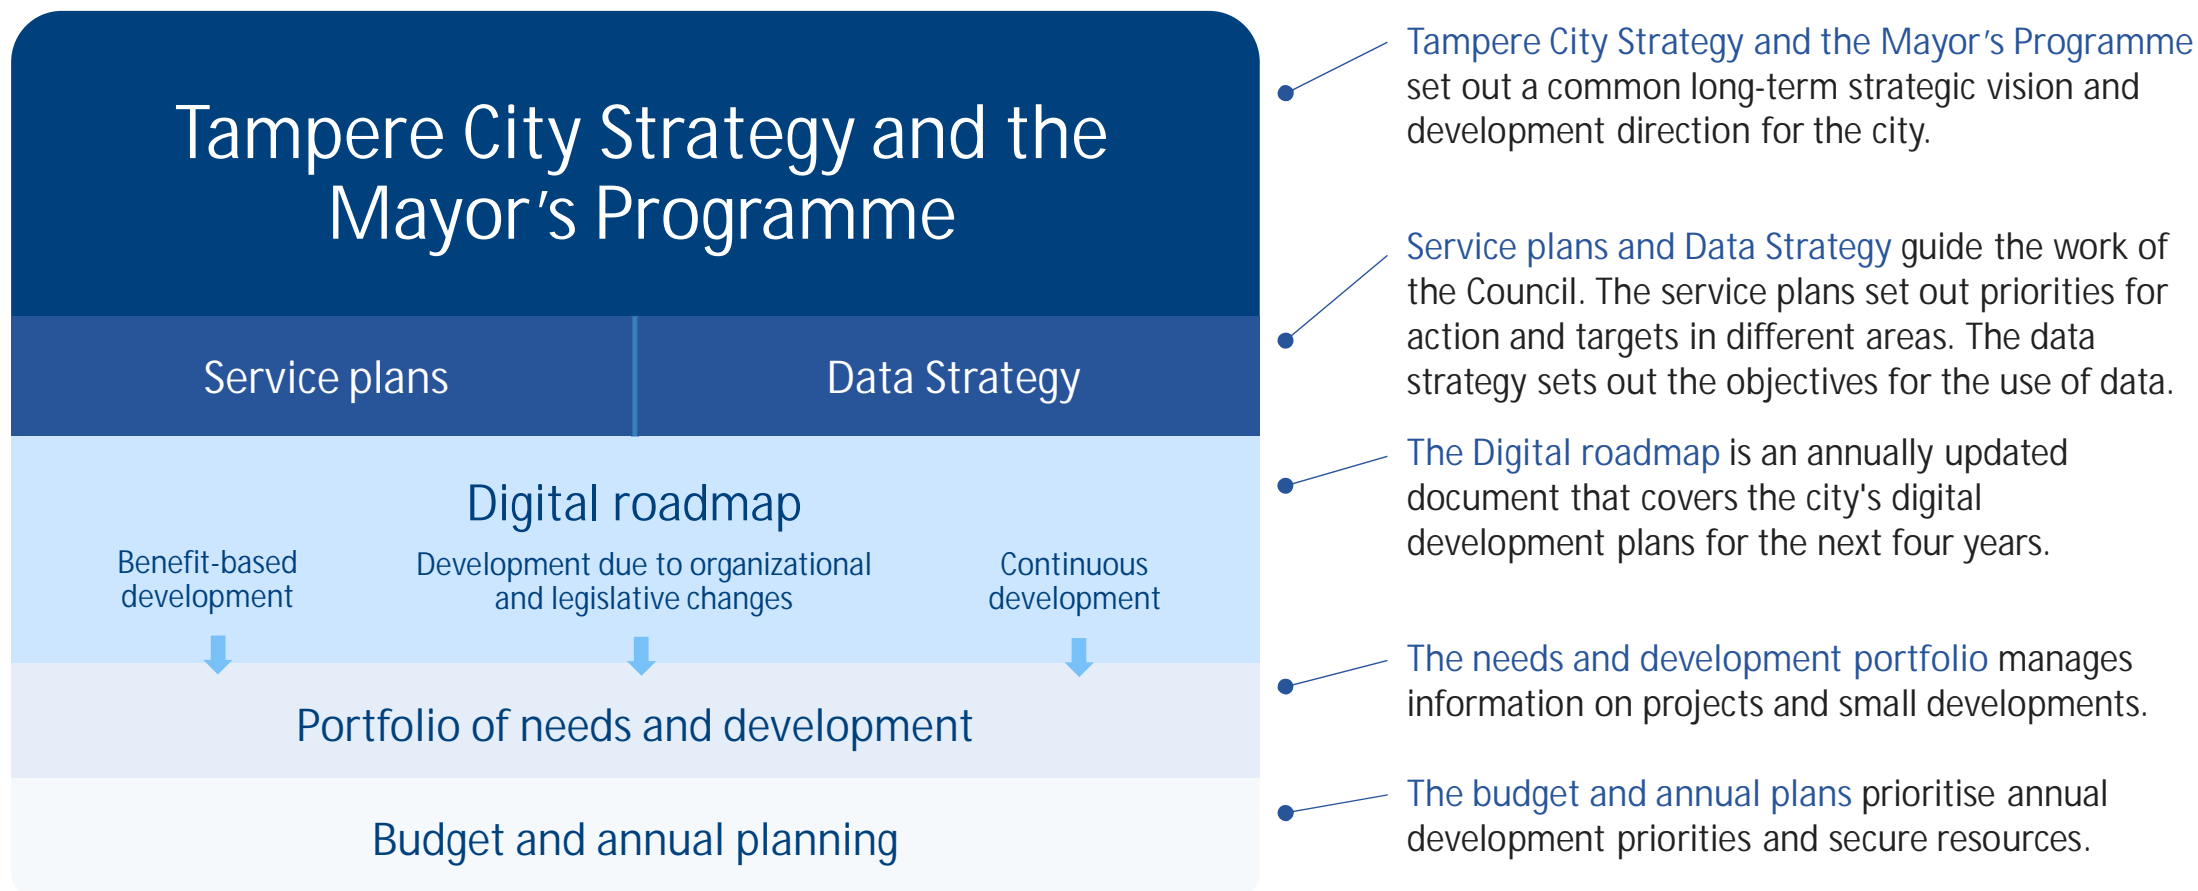 Tampere City Strategy and the
Mayor’s Programme
Service plans
Data Strategy
Digital roadmap
Benefit-based
development
Development due to organizational
and legislative changes
Continuous
development
Portfolio of needs and development
Budget and annual planning
Tampere City Strategy and the Mayor’s Programme
set out a common long-term strategic vision and
development direction for the city.
Service plans and Data Strategy guide the work of
the Council. The service plans set out priorities for
action and targets in different areas. The data
strategy sets out the objectives for the use of data.
The Digital roadmap is an annually updated
document that covers the city's digital
development plans for the next four years.
The needs and development portfolio manages
information on projects and small developments.
The budget and annual plans prioritise annual
development priorities and secure resources.